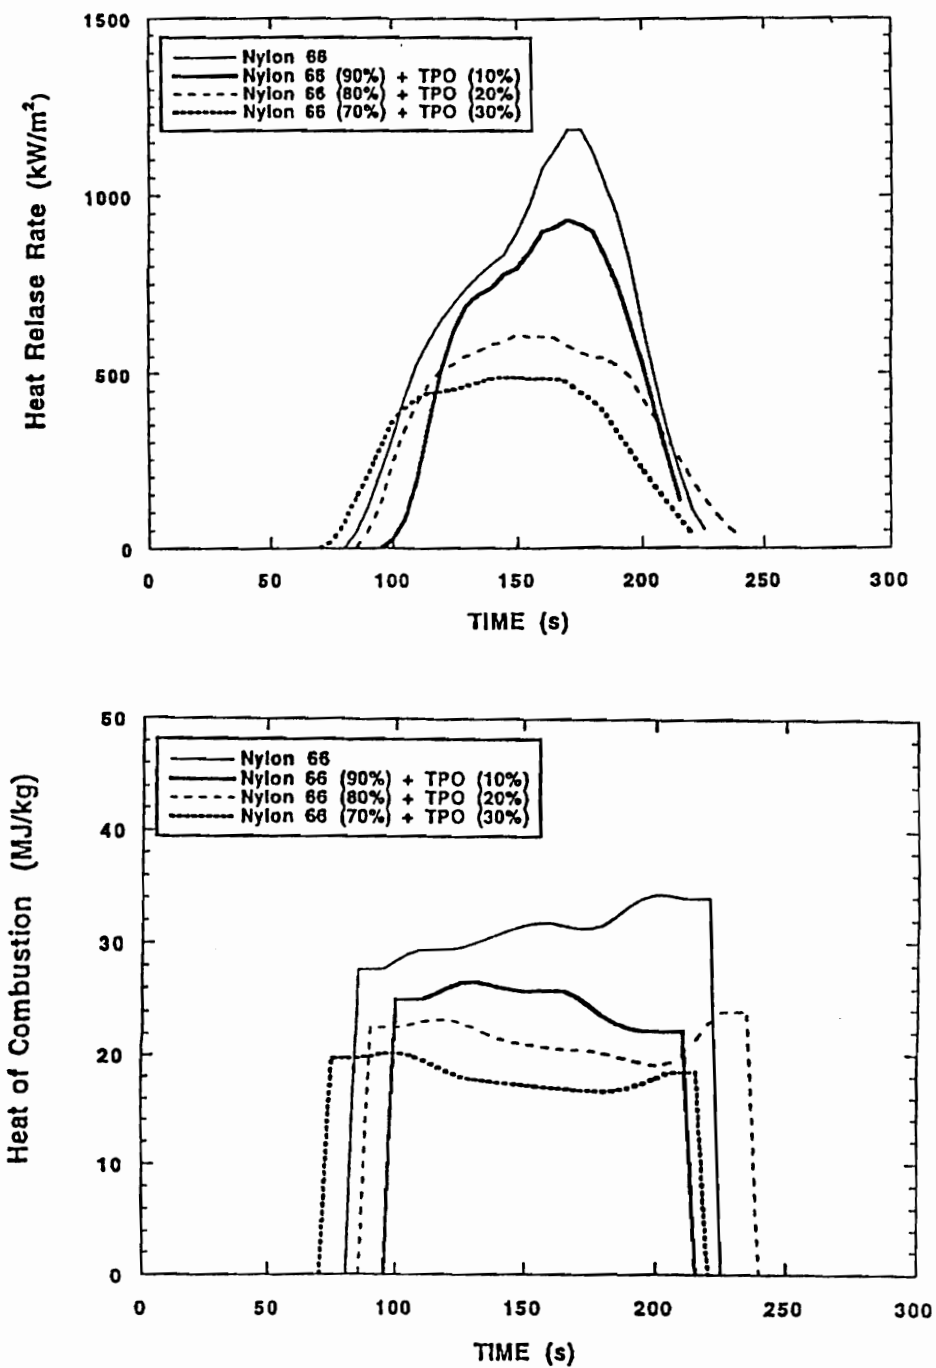 1500
Nylon 66
Nylon 66 (90%) + TPO (10%)
Nylon 66 (80%) + TPO (20%)
Nylon 66 (70%) + TPO (30%)
1000
500
0
Heat Relase Rate (kW/m²)
0 50 100 150 200 250 300
TIME (s)
50
Nylon 66
Nylon 66 (90%) + TPO (10%)
Nylon 66 (80%) + TPO (20%)
Nylon 66 (70%) + TPO (30%)
40
30
20
10
0
Heat of Combustion (MJ/kg)
0 50 100 150 200 250 300
TIME (s)